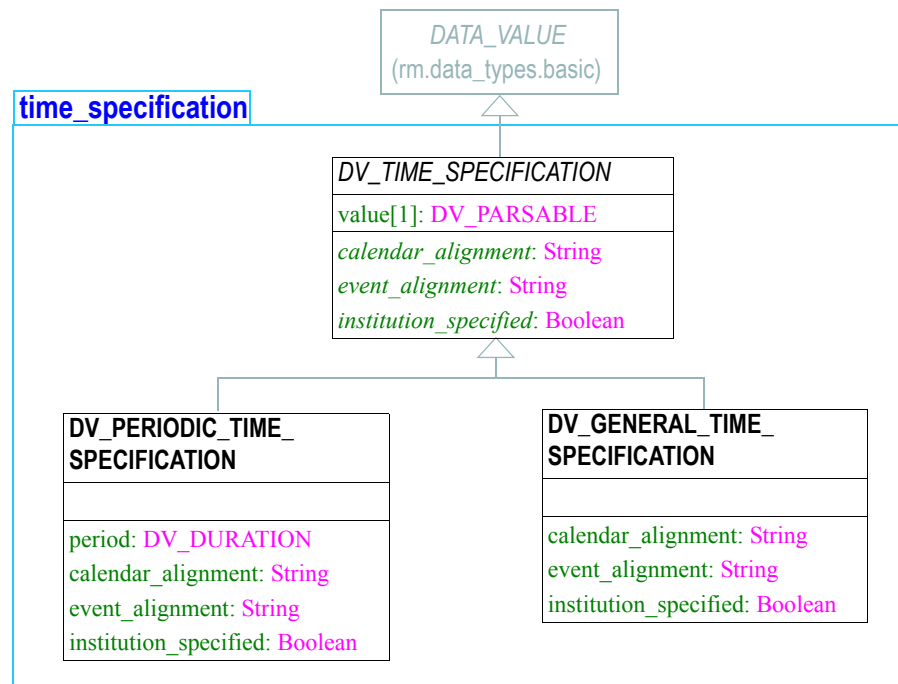 DATA_VALUE
(rm.data_types.basic)
time_specification
DV_TIME_SPECIFICATION
value[1]: DV_PARSABLE
calendar_alignment: String
event_alignment: String
institution_specified: Boolean
DV_PERIODIC_TIME_
SPECIFICATION
period: DV_DURATION
calendar_alignment: String
event_alignment: String
institution_specified: Boolean
DV_GENERAL_TIME_
SPECIFICATION
calendar_alignment: String
event_alignment: String
institution_specified: Boolean